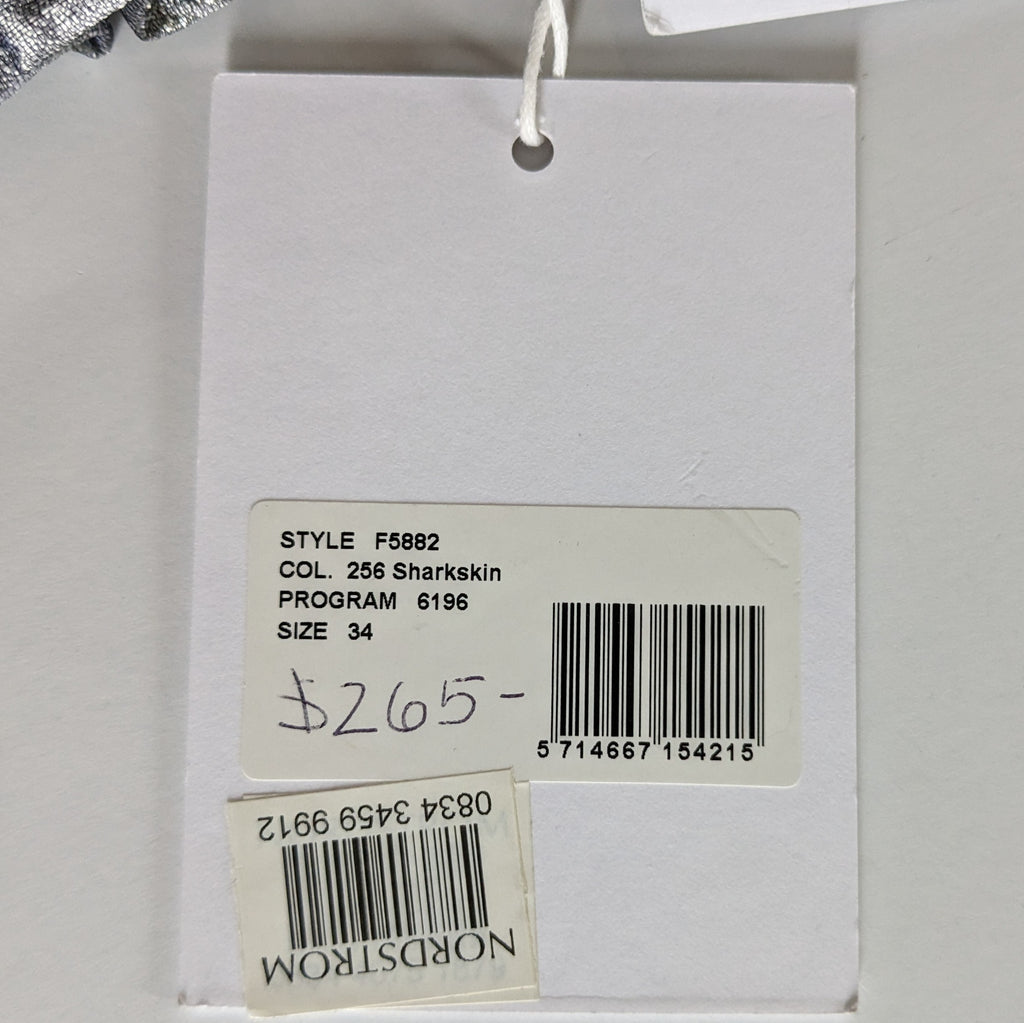 STYLE F5882
COL. 256 Sharkskin
PROGRAM 6196
SIZE 34
$265-
5 714667 154215
NORDSTROM
0834 3459 9912